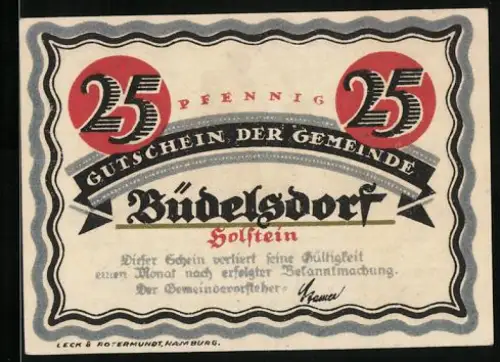 25 PFENNIG 25
GUTSCHEIN DER GEMEINDE
Büdelsdorf
Holstein
Dieser Schein verliert seine Gültigkeit
einen Monat nach erfolgter Bekanntmachung.
Der Gemeindevorsteher
LECK & ROTERMUNDT, HAMBURG.